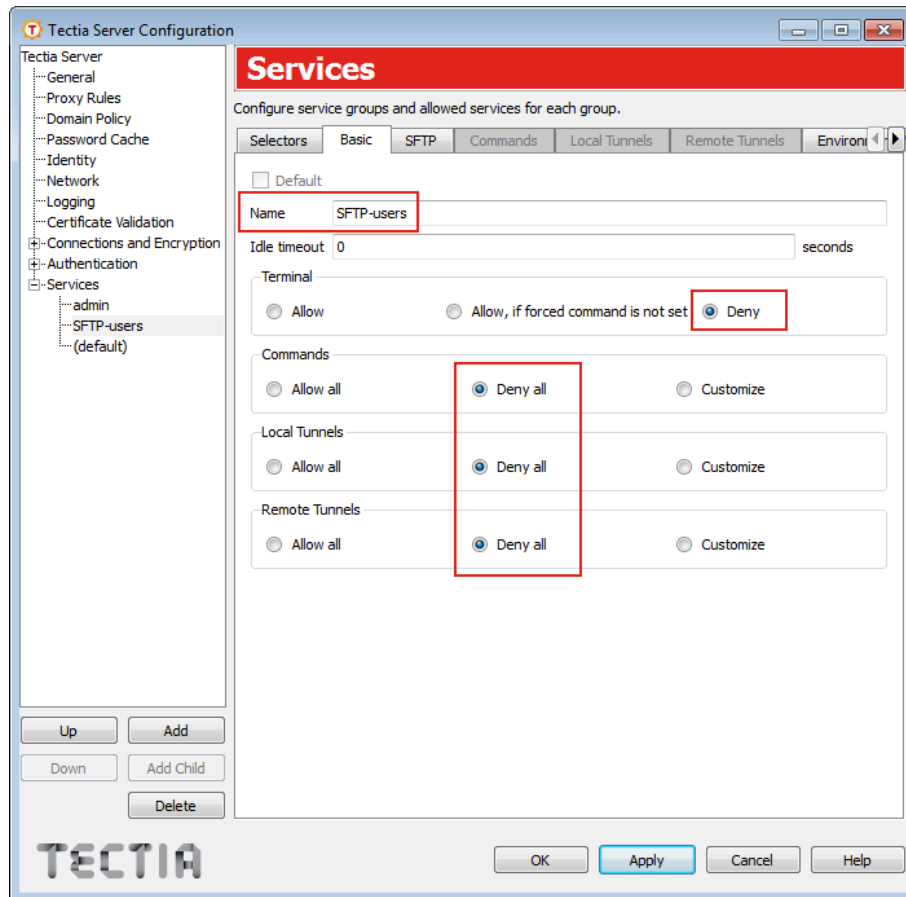 Tectia Server Configuration
Tectia Server
General
Proxy Rules
Domain Policy
Password Cache
Identity
Network
Logging
Certificate Validation
Connections and Encryption
Authentication
Services
admin
SFTP-users
(default)
Up
Add
Down
Add Child
Delete
TECTIA
Services
Configure service groups and allowed services for each group.
Selectors Basic SFTP Commands Local Tunnels Remote Tunnels Environ
Default
Name SFTP-users
Idle timeout 0 seconds
Terminal
Allow Allow, if forced command is not set Deny
Commands
Allow all Deny all Customize
Local Tunnels
Allow all Deny all Customize
Remote Tunnels
Allow all Deny all Customize
OK Apply Cancel Help